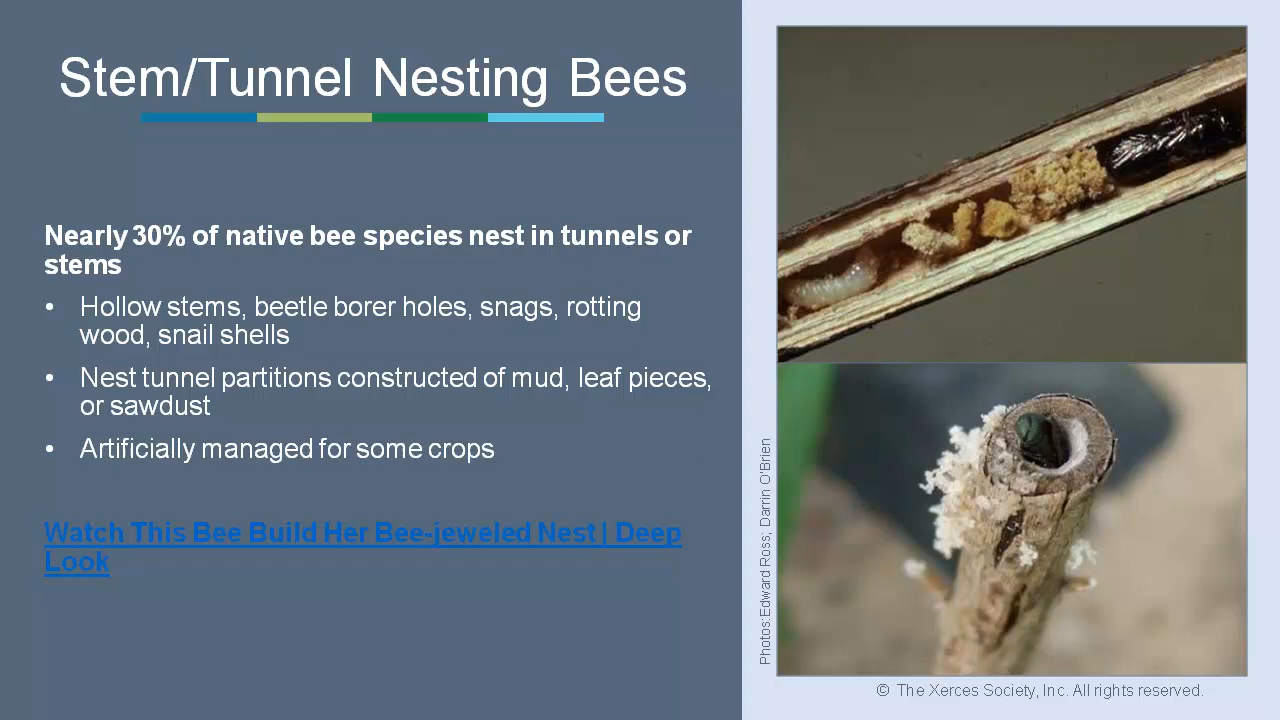 Stem/Tunnel Nesting Bees
Nearly 30% of native bee species nest in tunnels or
stems
• Hollow stems, beetle borer holes, snags, rotting
wood, snail shells
• Nest tunnel partitions constructed of mud, leaf pieces,
or sawdust
• Artificially managed for some crops
Watch This Bee Build Her Bee-jeweled Nest | Deep
Look
Photos: Edward Ross; Darrin O'Brien
© The Xerces Society, Inc. All rights reserved.